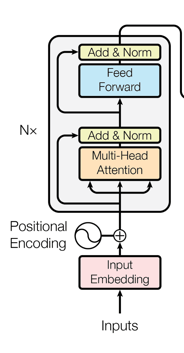 Add & Norm
Feed
Forward
N×
Add & Norm
Multi-Head
Attention
Positional
Encoding
Input
Embedding
Inputs